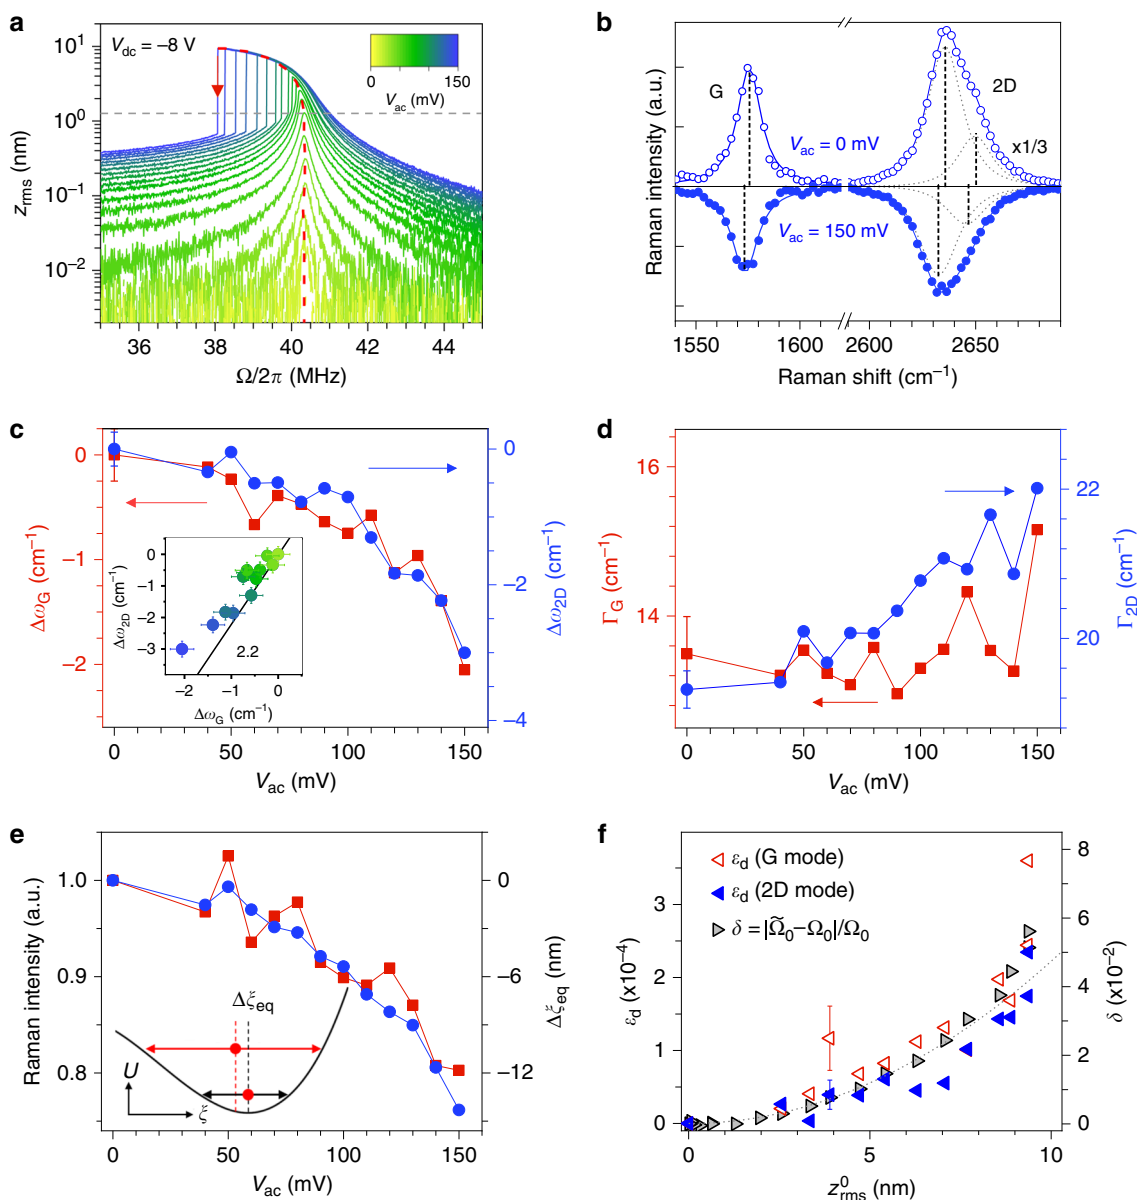 a
V_dc = –8 V
0
150
V_ac (mV)
10^1
10^0
10^–1
10^–2
z_rms (nm)
36
38
40
42
44
Ω/2π (MHz)
b
G
2D
x1/3
V_ac = 0 mV
V_ac = 150 mV
Raman intensity (a.u.)
1550
1600
2600
2650
Raman shift (cm^–1)
c
0
–1
–2
Δω_G (cm^–1)
0
–2
–4
Δω_2D (cm^–1)
0
–1
–2
–3
Δω_2D (cm^–1)
2.2
–2
–1
0
Δω_G (cm^–1)
0
50
100
150
V_ac (mV)
d
16
14
Γ_G (cm^–1)
22
20
Γ_2D (cm^–1)
0
50
100
150
V_ac (mV)
e
1.0
0.9
0.8
Raman intensity (a.u.)
0
–6
–12
Δξ_eq (nm)
Δξ_eq
U
ξ
0
50
100
150
V_ac (mV)
f
ε_d (G mode)
ε_d (2D mode)
δ = |Ω̃_0–Ω_0|/Ω_0
3
2
1
0
ε_d (x10^–4)
8
6
4
2
0
δ (x10^–2)
0
5
10
z^0_rms (nm)